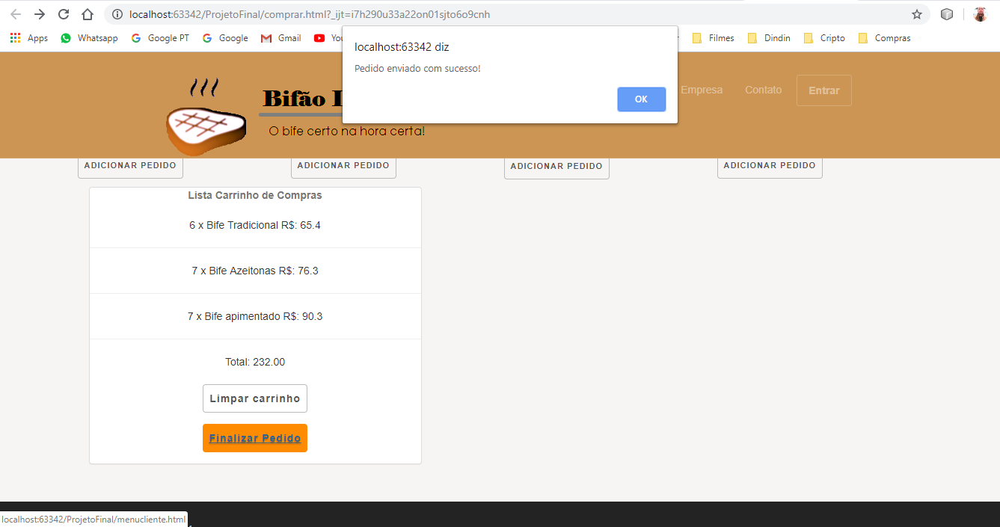 localhost:63342/ProjetoFinal/comprar.html?_ijt=i7h290u33a22on01sjto6o9cnh
Apps Whatsapp Google PT Google Gmail Filmes Dindin Cripto Compras
localhost:63342 diz
Pedido enviado com sucesso!
OK
Bifão
Empresa Contato Entrar
O bife certo na hora certa!
ADICIONAR PEDIDO ADICIONAR PEDIDO ADICIONAR PEDIDO ADICIONAR PEDIDO
Lista Carrinho de Compras
6 x Bife Tradicional R$: 65.4
7 x Bife Azeitonas R$: 76.3
7 x Bife apimentado R$: 90.3
Total: 232.00
Limpar carrinho
Finalizar Pedido
localhost:63342/ProjetoFinal/menucliente.html